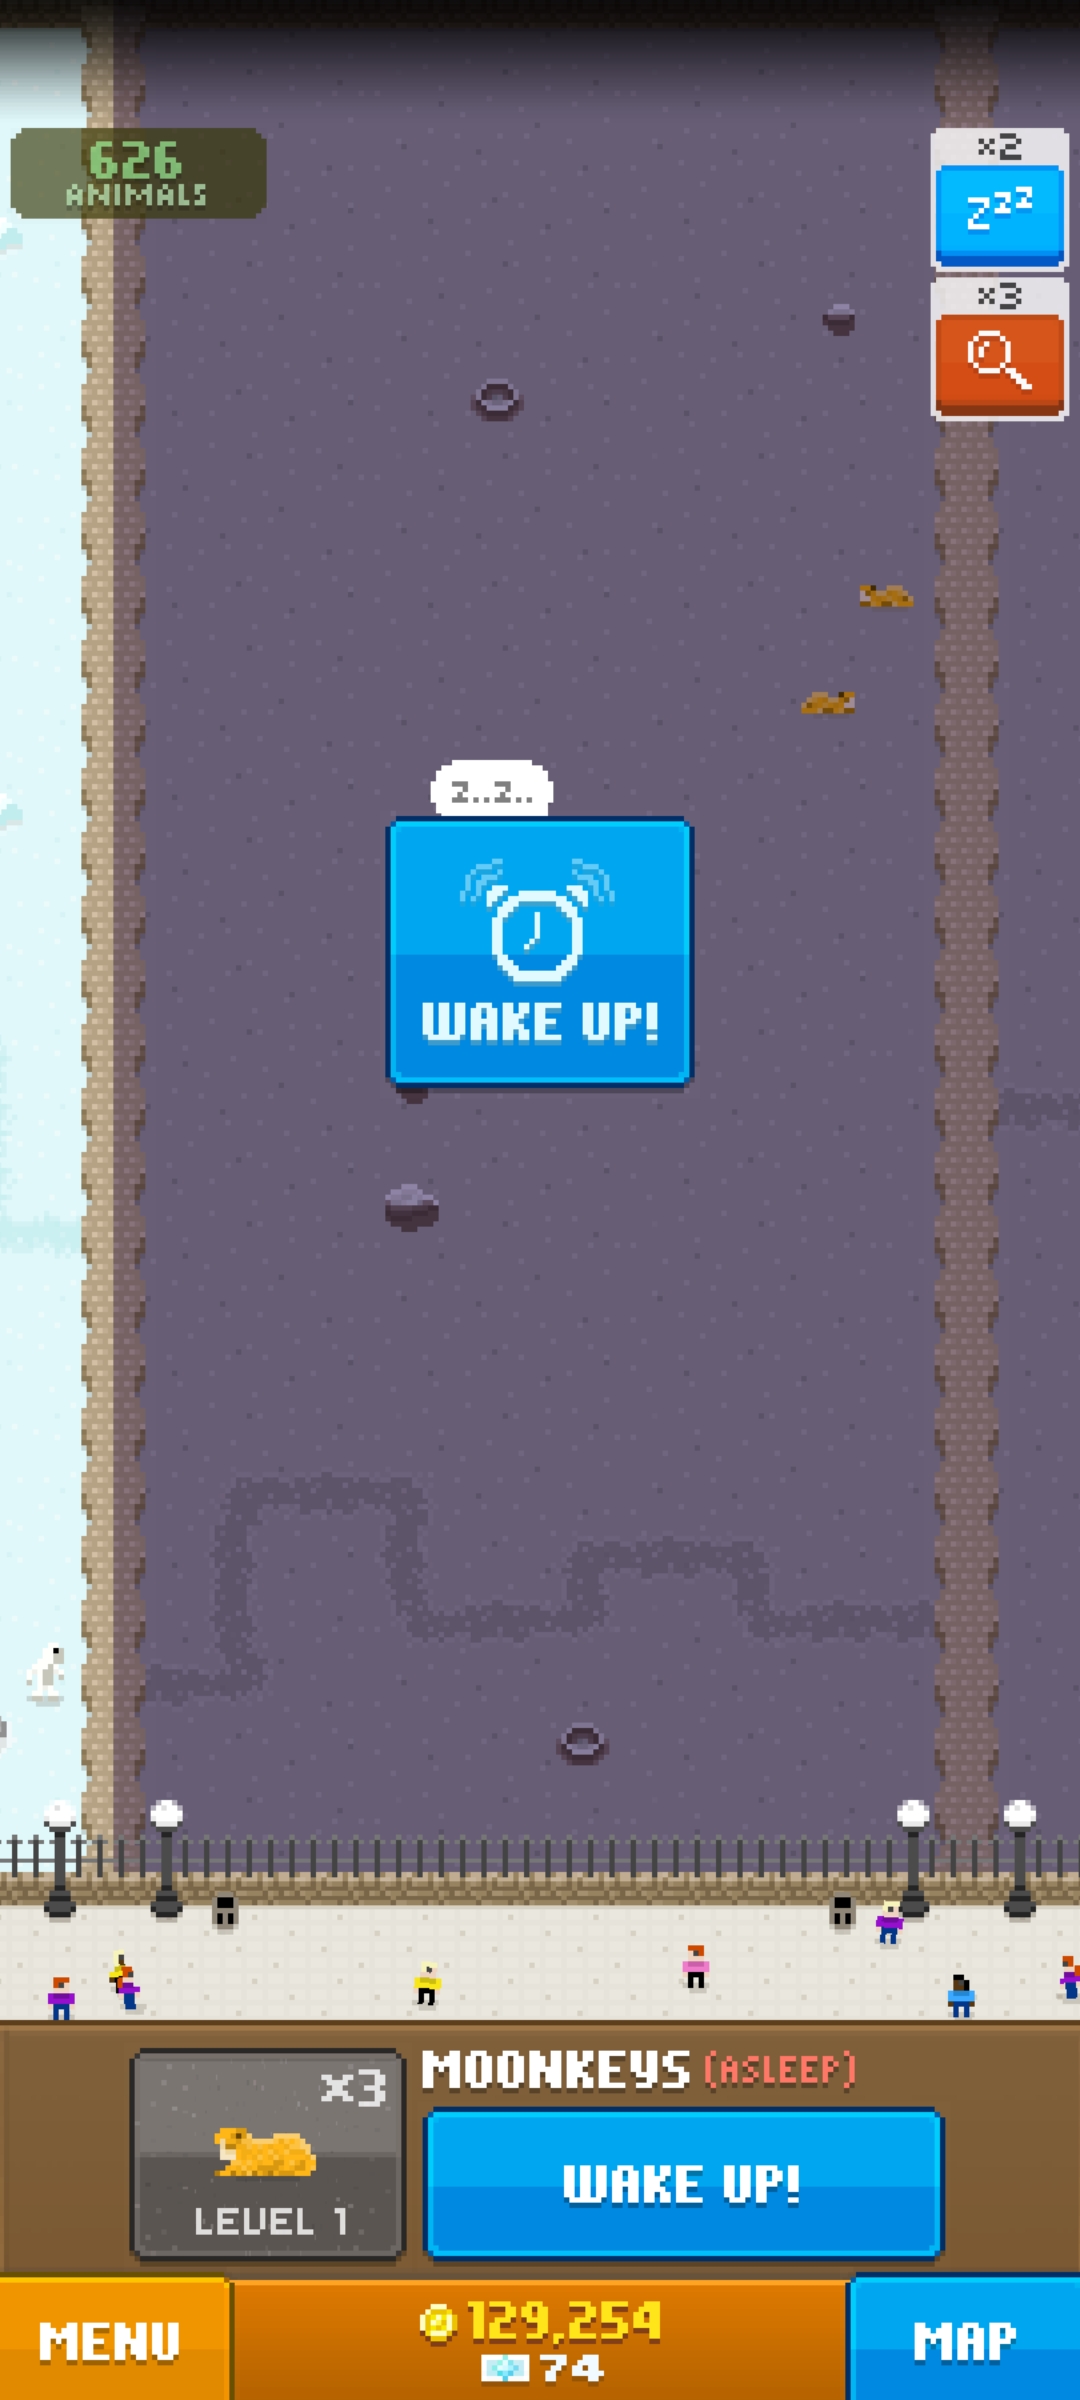 626
ANIMALS
x2
zzz
x3
z..z..
WAKE UP!
x3
LEVEL 1
MOONKEYS (ASLEEP)
WAKE UP!
MENU
129,254
74
MAP